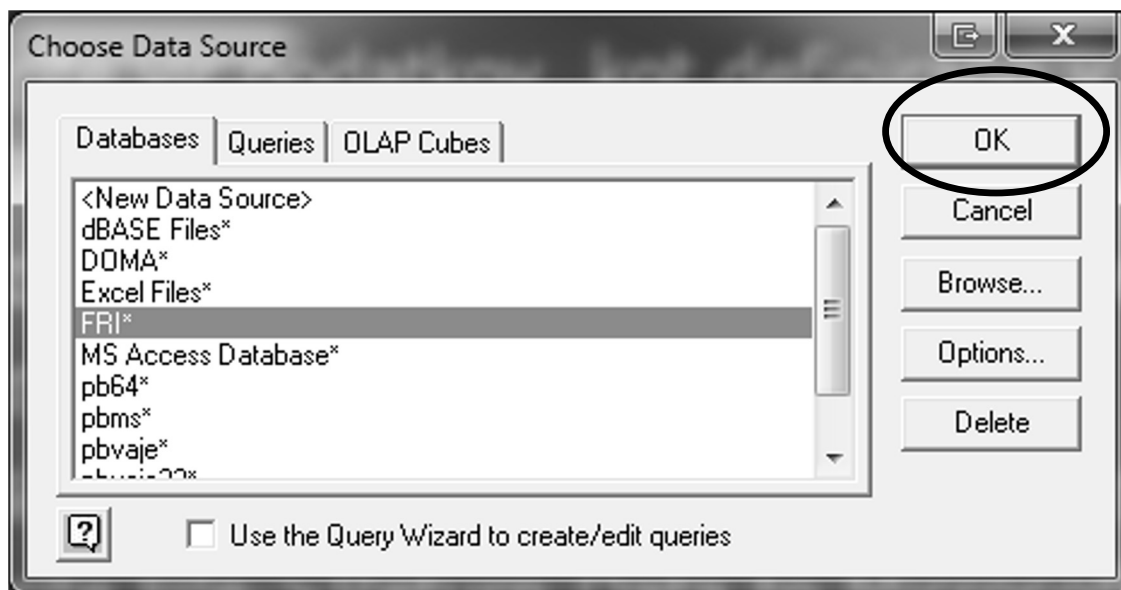 Choose Data Source
Databases Queries OLAP Cubes
<New Data Source>
dBASE Files*
DOMA*
Excel Files*
FRI*
MS Access Database*
pb64*
pbms*
pbvaje*
OK
Cancel
Browse...
Options...
Delete
Use the Query Wizard to create/edit queries